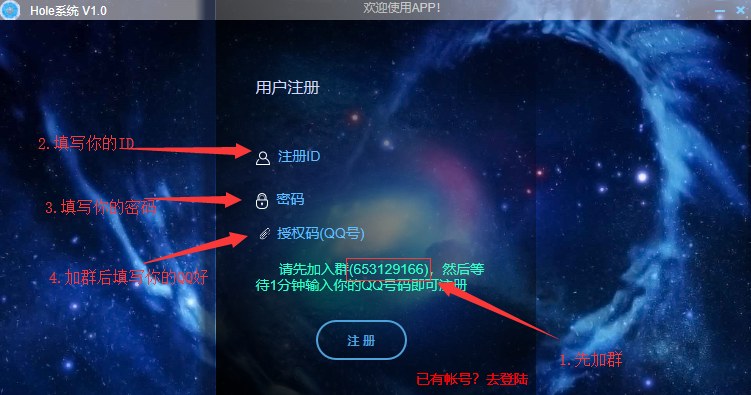 Hole系统 V1.0
欢迎使用APP！
用户注册
2.填写你的ID
注册ID
3.填写你的密码
密码
授权码(QQ号)
4.加群后填写你的QQ好
请先加入群(653129166)，然后等
待1分钟输入你的QQ号码即可注册
注 册
1.先加群
已有帐号？去登陆